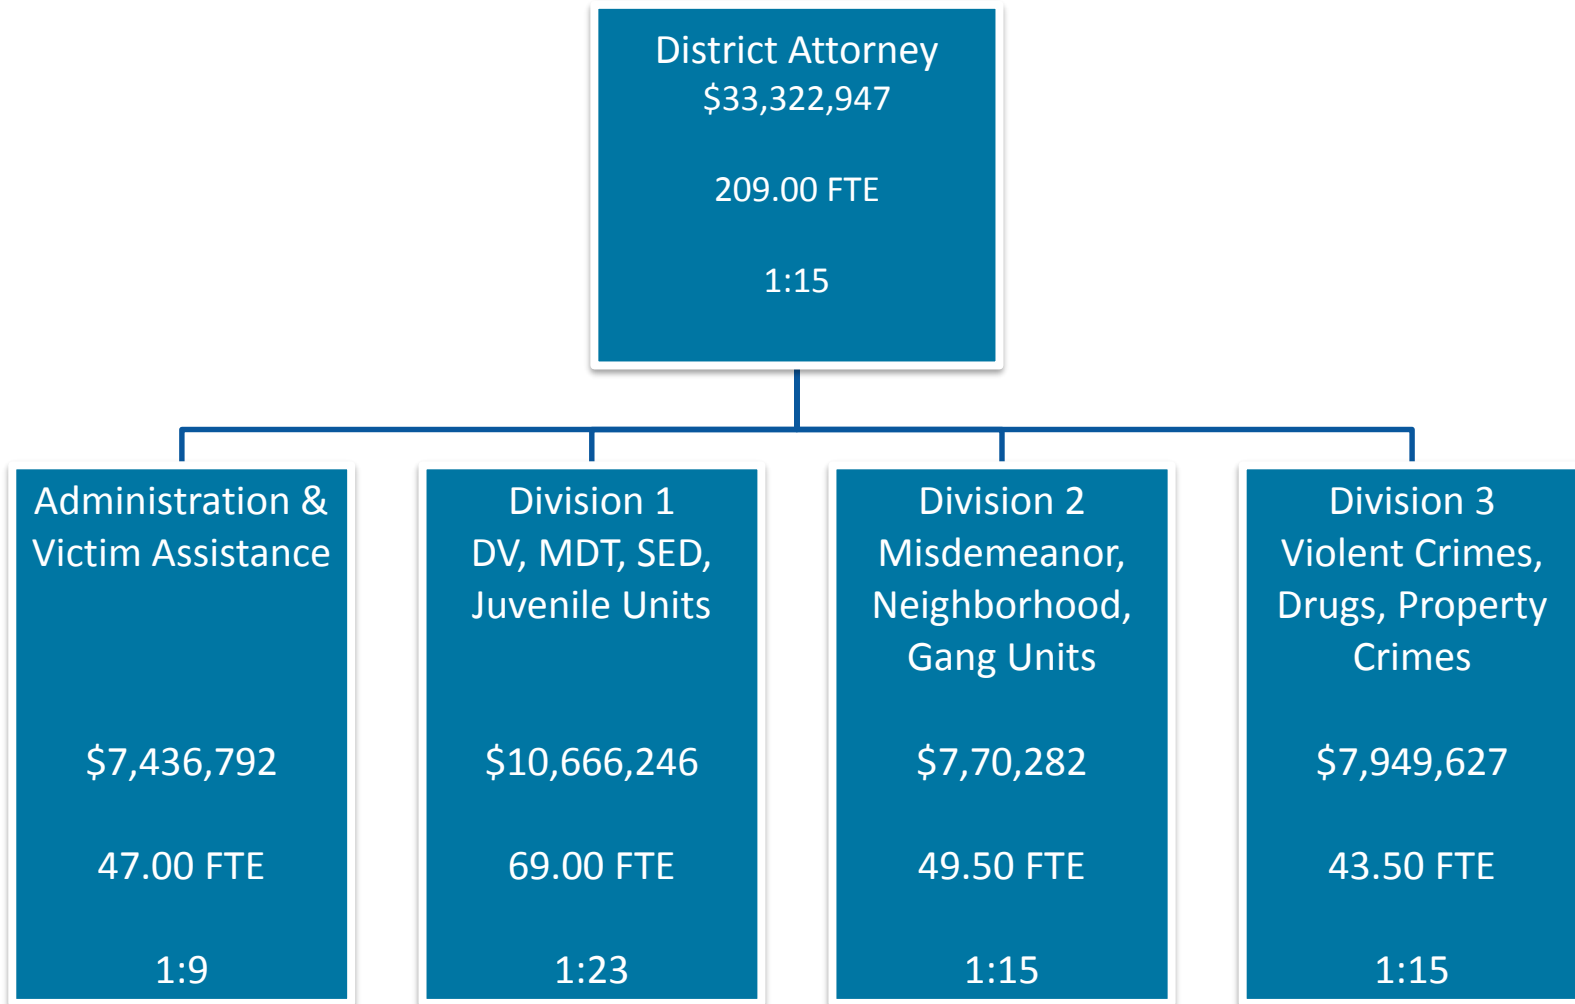 District Attorney
$33,322,947
209.00 FTE
1:15
Administration &
Victim Assistance
$7,436,792
47.00 FTE
1:9
Division 1
DV, MDT, SED,
Juvenile Units
$10,666,246
69.00 FTE
1:23
Division 2
Misdemeanor,
Neighborhood,
Gang Units
$7,70,282
49.50 FTE
1:15
Division 3
Violent Crimes,
Drugs, Property
Crimes
$7,949,627
43.50 FTE
1:15